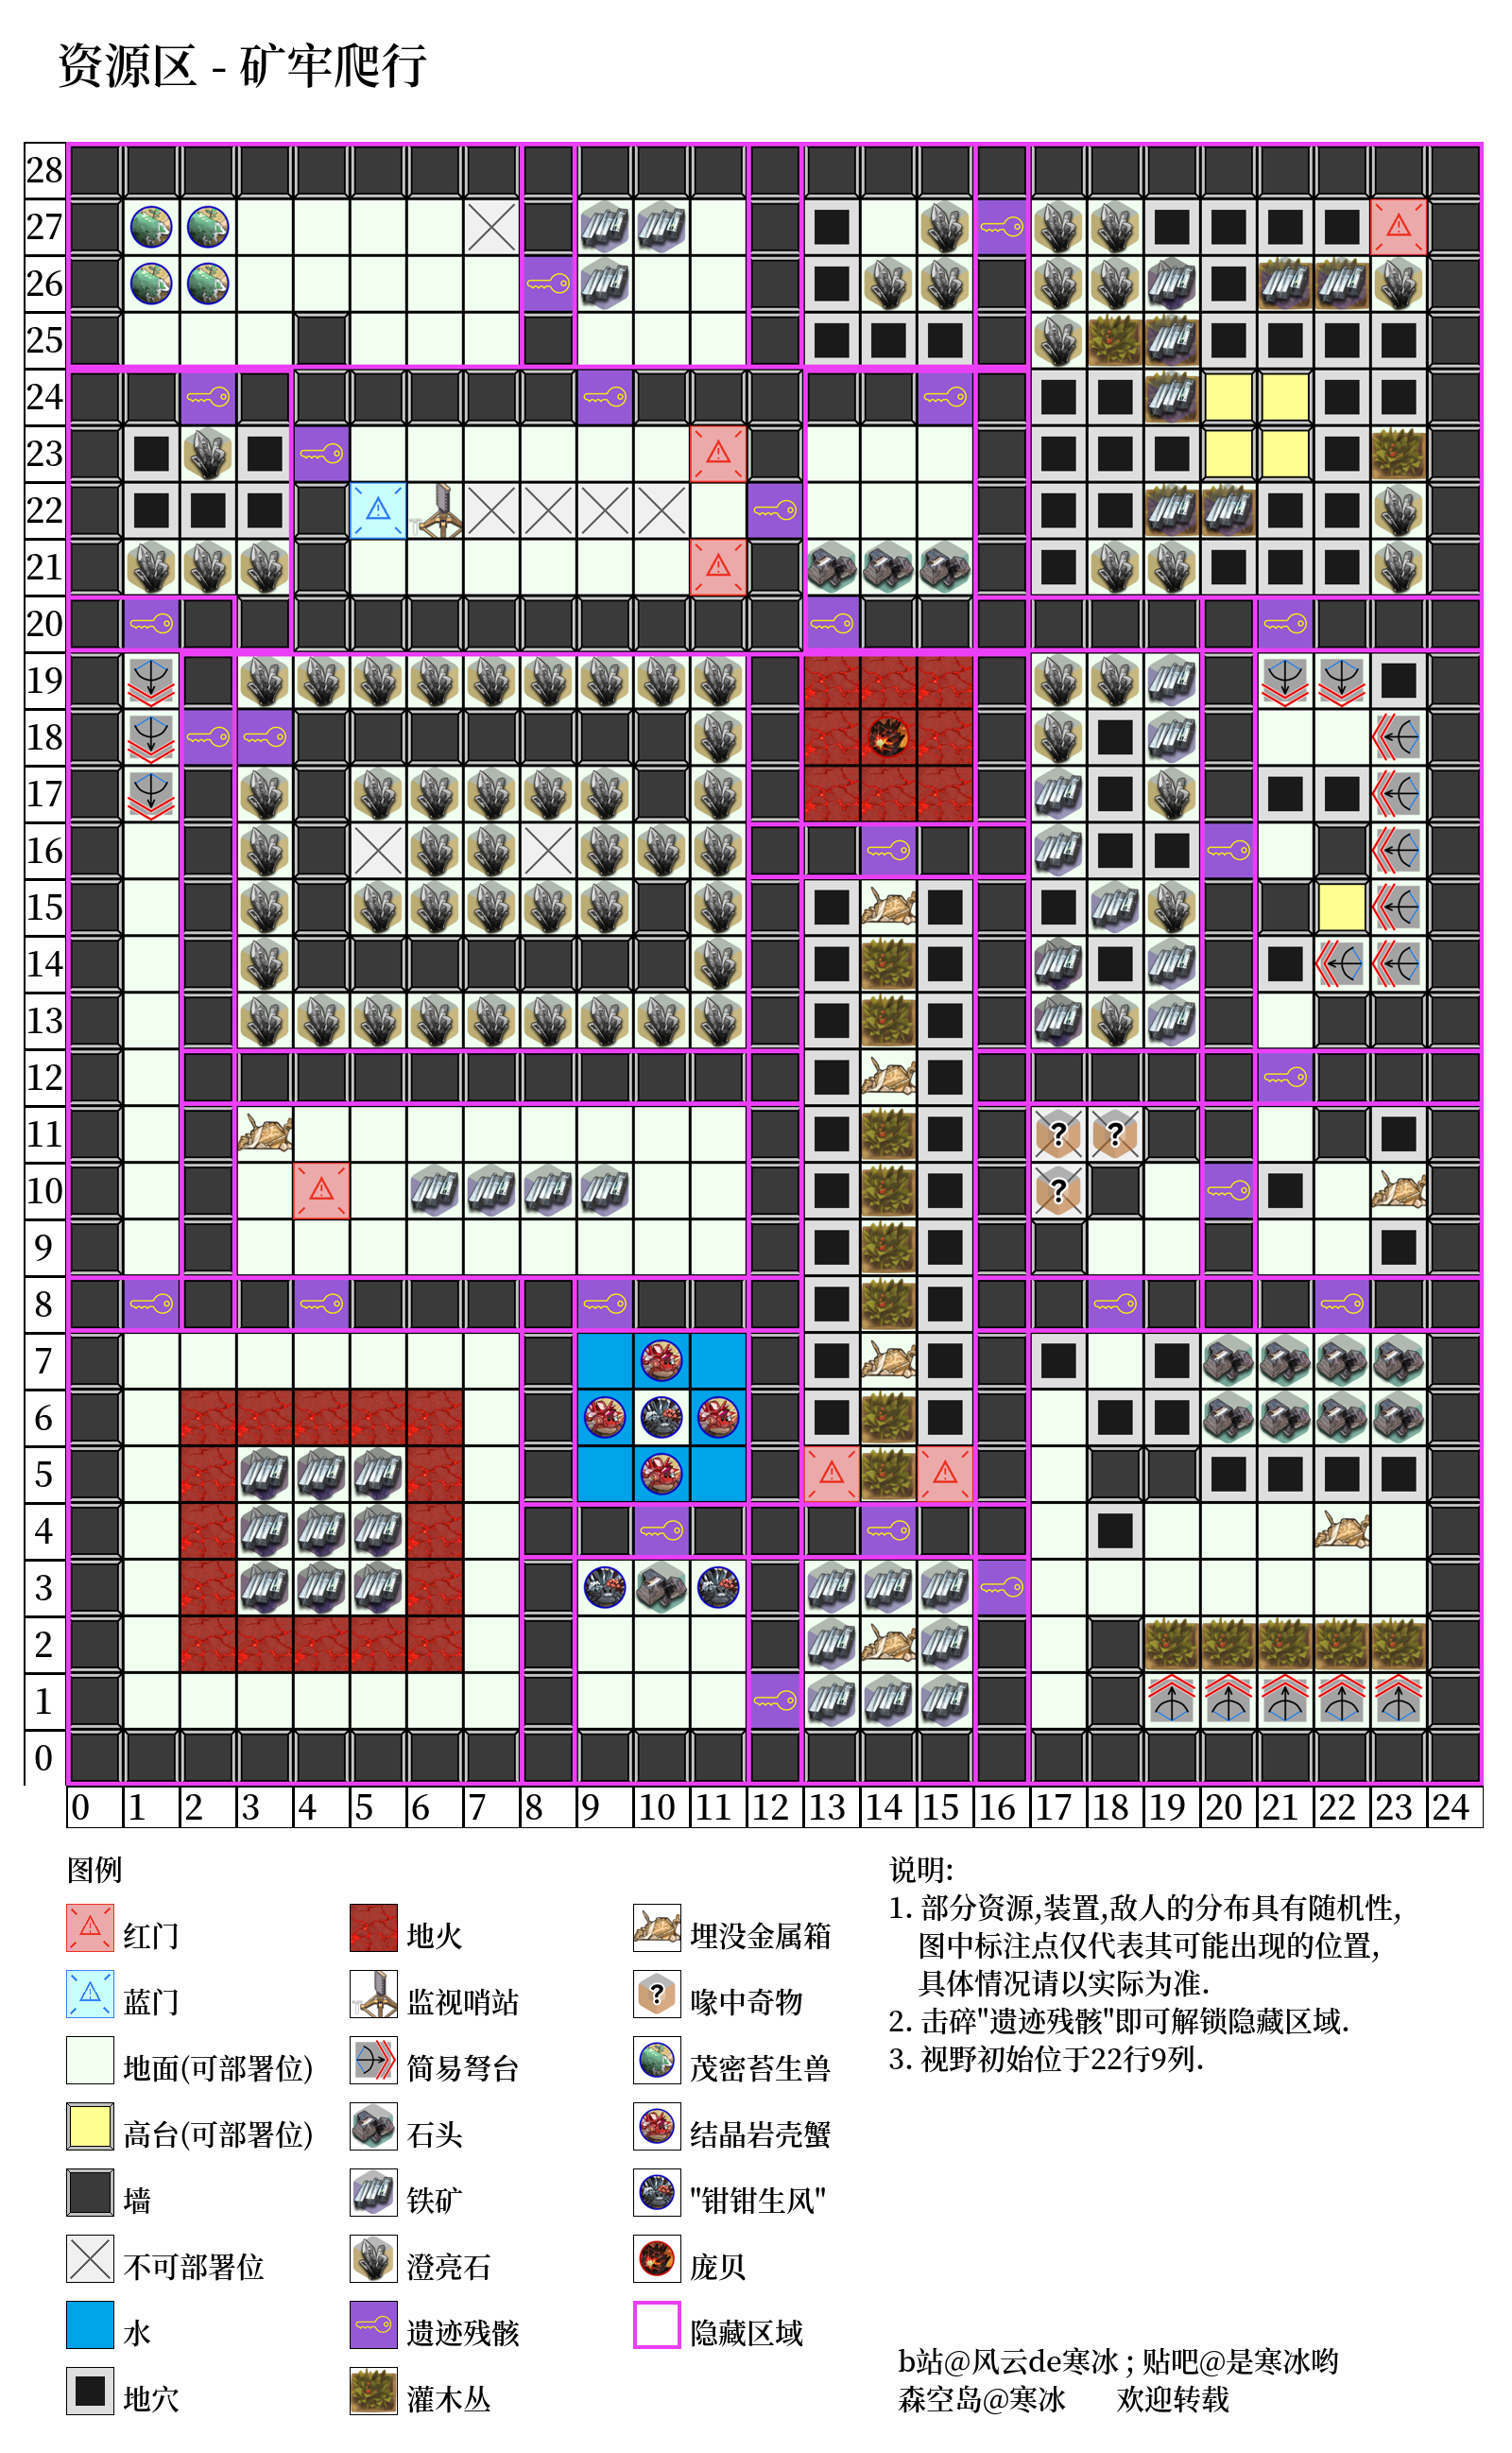 资源区 - 矿牢爬行
28
27
26
25
24
23
22
21
20
19
18
17
16
15
14
13
12
11
10
9
8
7
6
5
4
3
2
1
0
0 1 2 3 4 5 6 7 8 9 10 11 12 13 14 15 16 17 18 19 20 21 22 23 24
图例
红门
蓝门
地面(可部署位)
高台(可部署位)
墙
不可部署位
水
地穴
地火
监视哨站
简易弩台
石头
铁矿
澄亮石
遗迹残骸
灌木丛
埋没金属箱
? 喙中奇物
茂密苔生兽
结晶岩壳蟹
"钳钳生风"
庞贝
隐藏区域
说明:
1. 部分资源,装置,敌人的分布具有随机性,
图中标注点仅代表其可能出现的位置,
具体情况请以实际为准.
2. 击碎"遗迹残骸"即可解锁隐藏区域.
3. 视野初始位于22行9列.
b站@风云de寒冰 ; 贴吧@是寒冰哟
森空岛@寒冰 欢迎转载